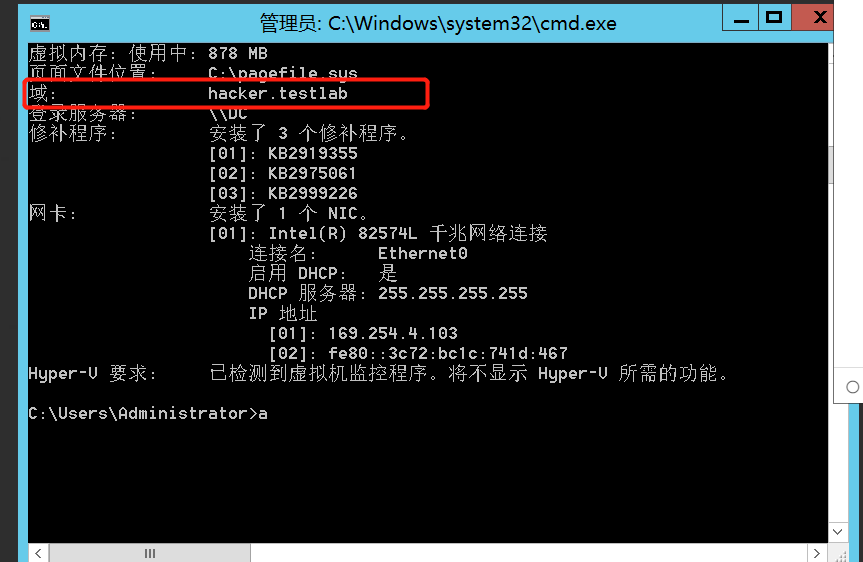 管理员: C:\Windows\system32\cmd.exe
虚拟内存: 使用中: 878 MB
页面文件位置: C:\pagefile.sys
域: hacker.testlab
登录服务器: \\DC
修补程序: 安装了 3 个修补程序。
[01]: KB2919355
[02]: KB2975061
[03]: KB2999226
网卡: 安装了 1 个 NIC。
[01]: Intel(R) 82574L 千兆网络连接
连接名: Ethernet0
启用 DHCP: 是
DHCP 服务器: 255.255.255.255
IP 地址
[01]: 169.254.4.103
[02]: fe80::3c72:bc1c:741d:467
Hyper-V 要求: 已检测到虚拟机监控程序。将不显示 Hyper-V 所需的功能。
C:\Users\Administrator>a